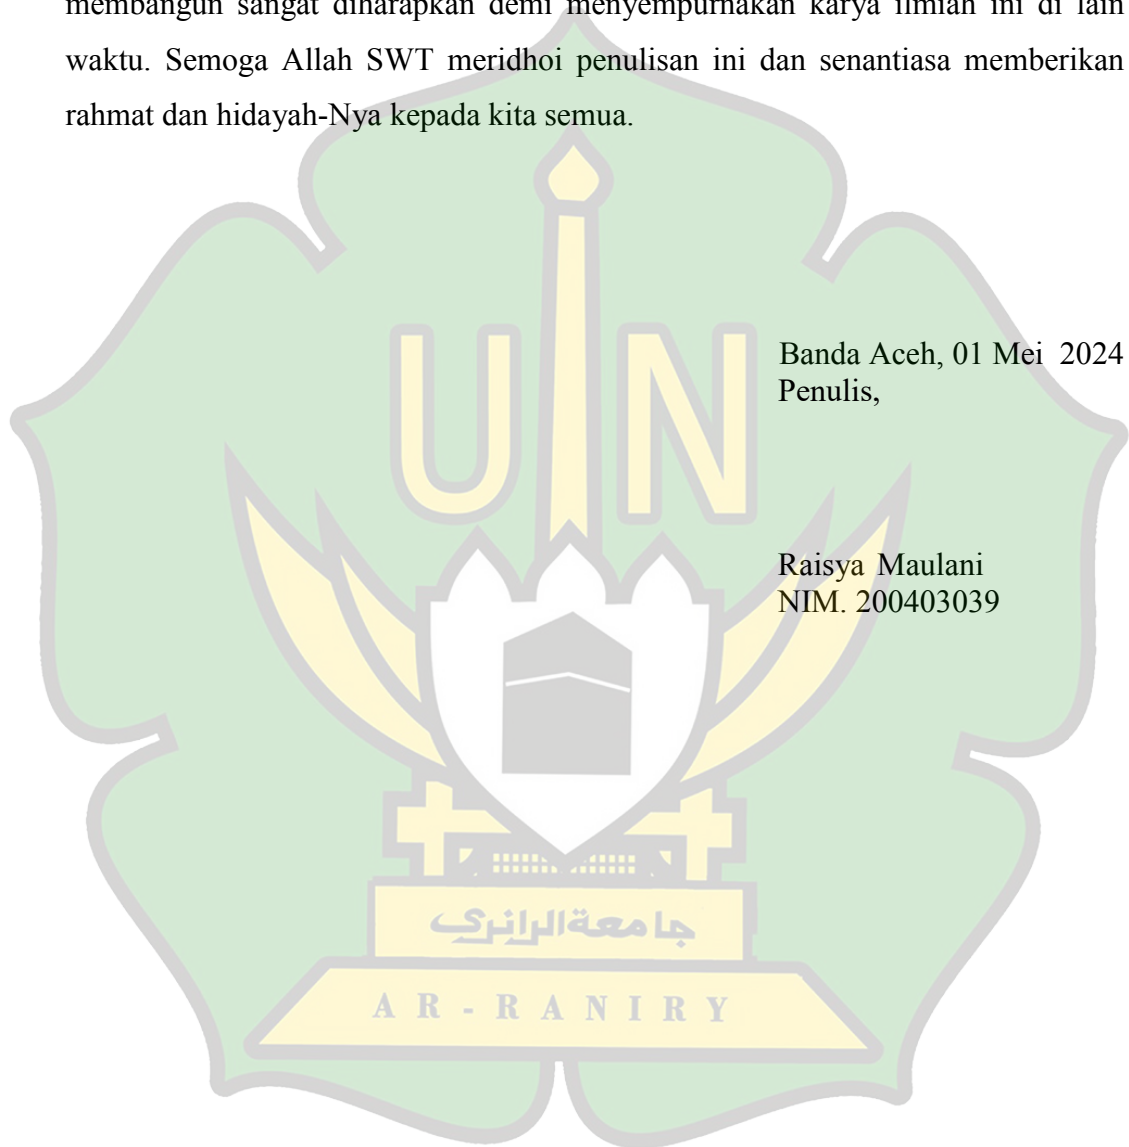 membangun sangat diharapkan demi menyempurnakan karya ilmiah ini di lain
waktu. Semoga Allah SWT meridhoi penulisan ini dan senantiasa memberikan
rahmat dan hidayah-Nya kepada kita semua.
Banda Aceh, 01 Mei 2024
Penulis,
UIN
Raisya Maulani
NIM. 200403039
جامعةالرانري
AR-RANIRY